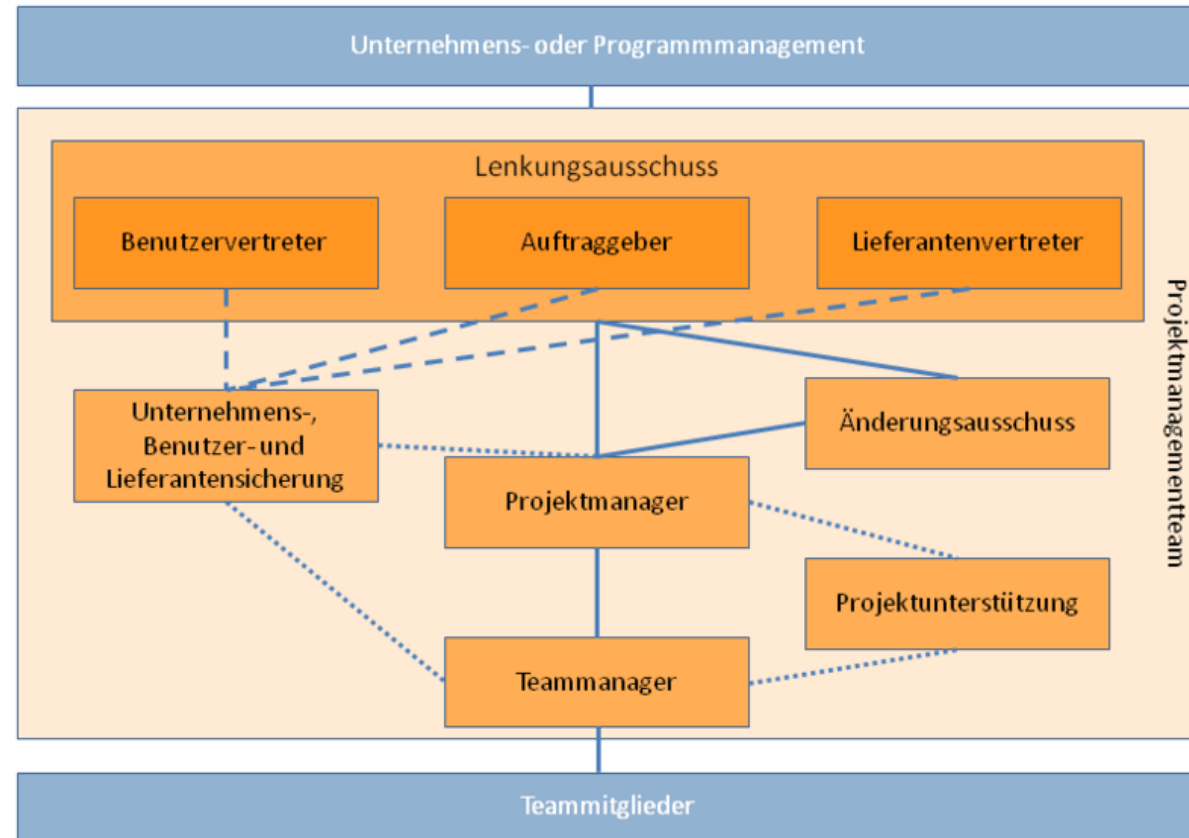 Unternehmens- oder Programmmanagement
Lenkungsausschuss
Benutzervertreter
Auftraggeber
Lieferantenvertreter
Projektmanagementteam
Unternehmens-,
Benutzer- und
Lieferantensicherung
Änderungsausschuss
Projektmanager
Projektunterstützung
Teammanager
Teammitglieder